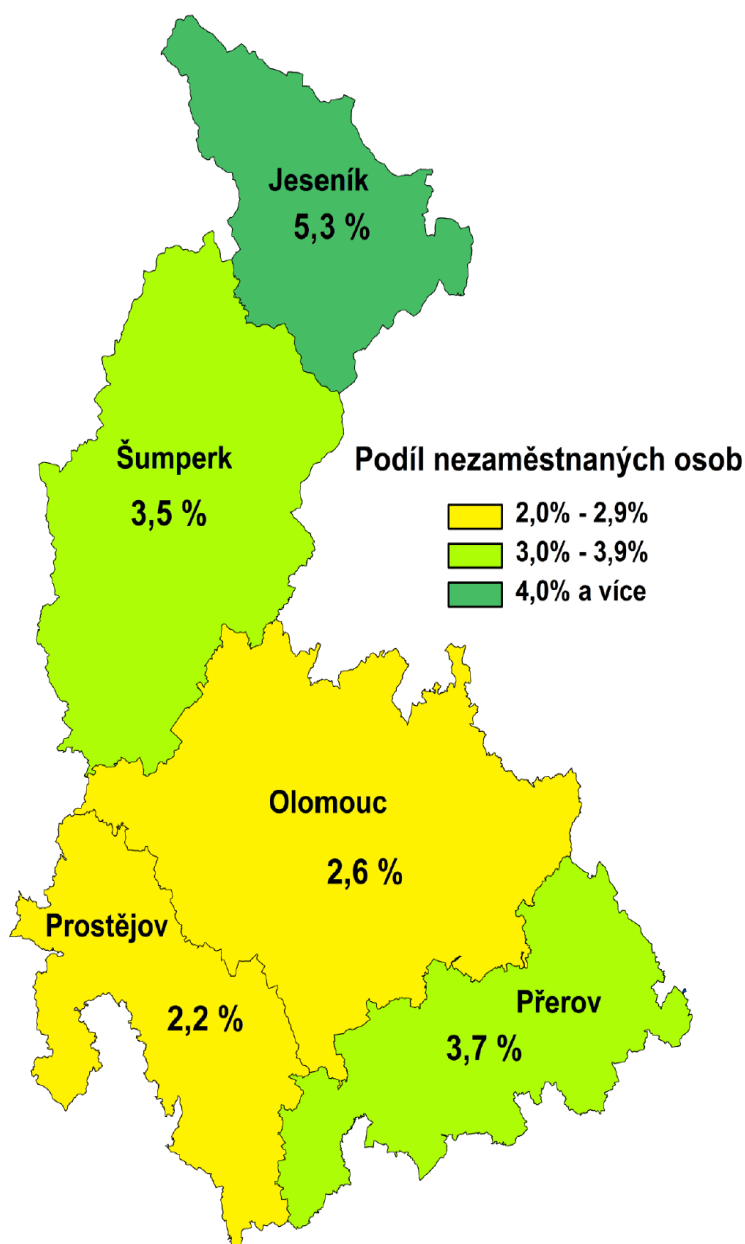 Jeseník
5,3 %
Šumperk
3,5 %
Podíl nezaměstnaných osob
2,0% - 2,9%
3,0% - 3,9%
4,0% a více
Olomouc
2,6 %
Prostějov
2,2 %
Přerov
3,7 %